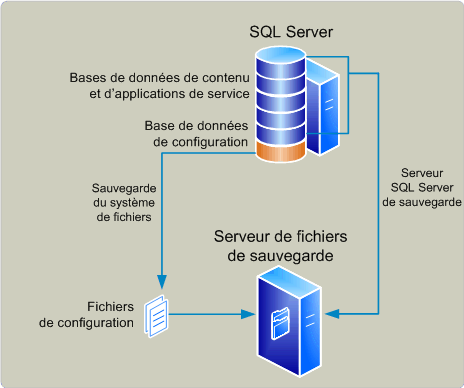 SQL Server
Bases de données de contenu
et d'applications de service
Base de données
de configuration
Sauvegarde
du système
de fichiers
Serveur
SQL Server
de sauvegarde
Serveur de fichiers
de sauvegarde
Fichiers
de configuration